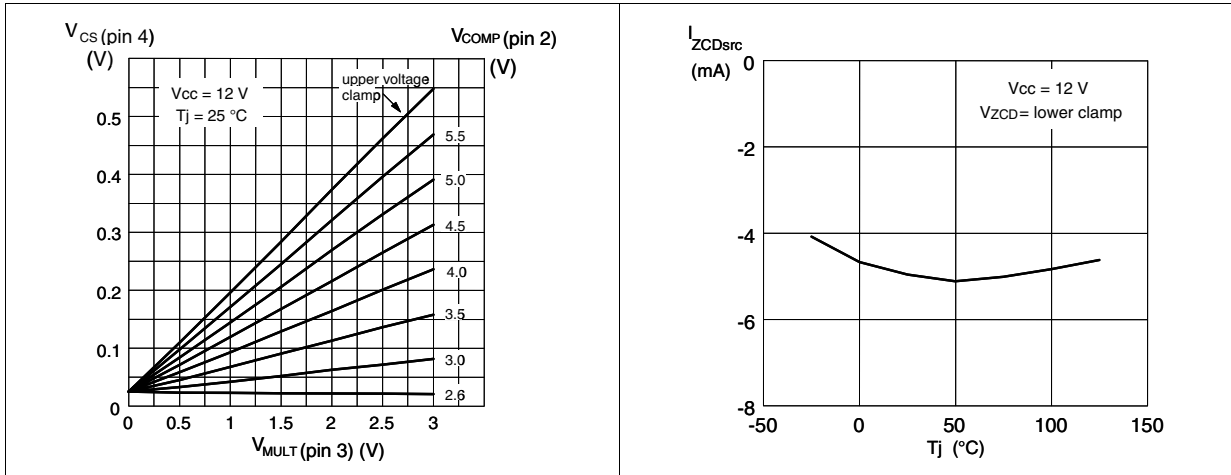 VCS (pin 4)
(V)
VCOMP (pin 2)
(V)
upper voltage
clamp
Vcc = 12 V
Tj = 25 °C
0.5
0.4
0.3
0.2
0.1
0
5.5
5.0
4.5
4.0
3.5
3.0
2.6
0 0.5 1 1.5 2 2.5 3
VMULT (pin 3) (V)
IZCDsrc
(mA)
Vcc = 12 V
VZCD = lower clamp
0
-2
-4
-6
-8
-50 0 50 100 150
Tj (°C)